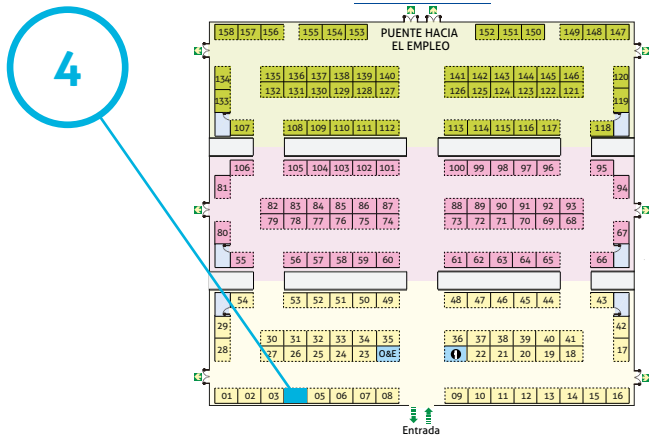 4
158 157 156 155 154 153 PUENTE HACIA 152 151 150 149 148 147
EL EMPLEO
134 135 136 137 138 139 140 141 142 143 144 145 146 120
133 132 131 130 129 128 127 126 125 124 123 122 121 119
107 108 109 110 111 112 113 114 115 116 117 118
106 105 104 103 102 101 100 99 98 97 96 95
81 94
82 83 84 85 86 87 88 89 90 91 92 93
80 79 78 77 76 75 74 73 72 71 70 69 68 67
55 56 57 58 59 60 61 62 63 64 65 66
54 53 52 51 50 49 48 47 46 45 44 43
29 42
30 31 32 33 34 35 36 37 38 39 40 41
28 27 26 25 24 23 O&E 22 21 20 19 18 17
01 02 03 05 06 07 08 09 10 11 12 13 14 15 16
Entrada